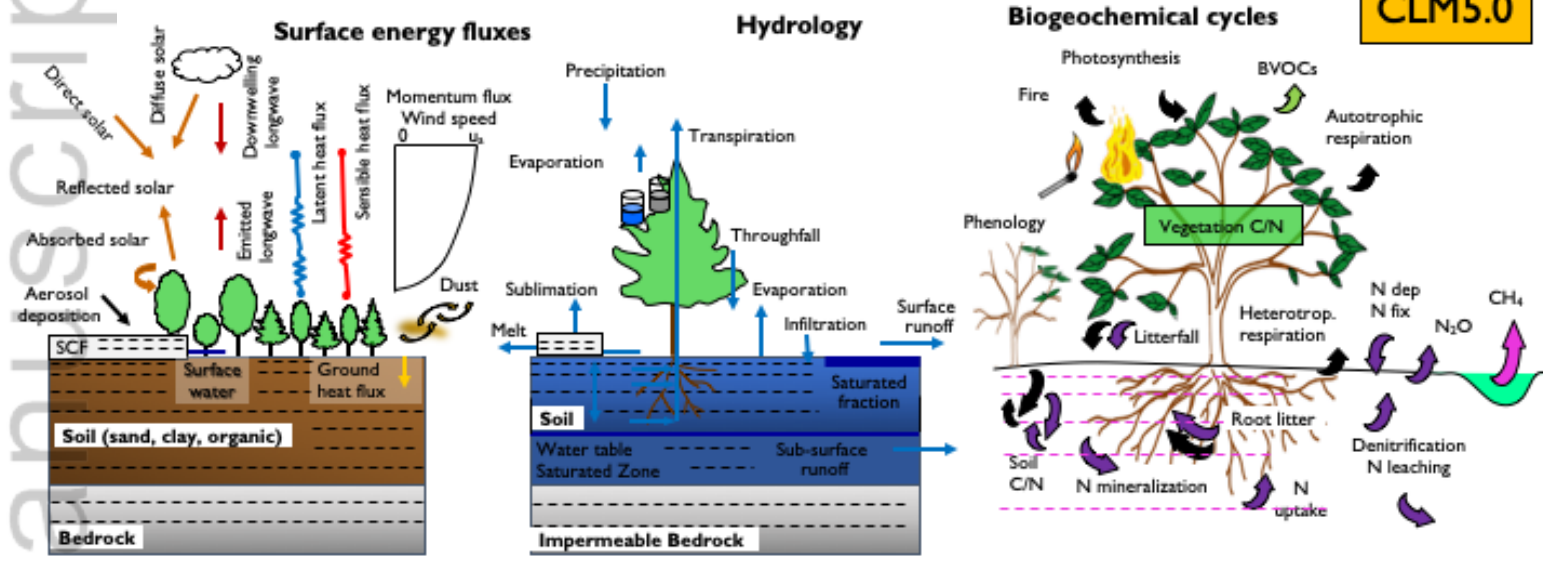 Surface energy fluxes
Direct solar
Diffuse solar
Downwelling
longwave
Latent heat flux
Sensible heat flux
Momentum flux
Wind speed
0
Reflected solar
Absorbed solar
Emitted
longwave
Aerosol
deposition
Dust
SCF
Surface
water
Ground
heat flux
Soil (sand, clay, organic)
Bedrock
Hydrology
Precipitation
Transpiration
Evaporation
Throughfall
Sublimation
Evaporation
Melt
Infiltration
Surface
runoff
Saturated
fraction
Soil
Water table
Saturated Zone
Sub-surface
runoff
Impermeable Bedrock
Biogeochemical cycles
CLM5.0
Photosynthesis
BVOCs
Fire
Autotrophic
respiration
Phenology
Vegetation C/N
Litterfall
Heterotrop.
respiration
N dep
N fix
N₂O
CH₄
Root litter
Denitrification
N leaching
Soil
C/N
N mineralization
N
uptake